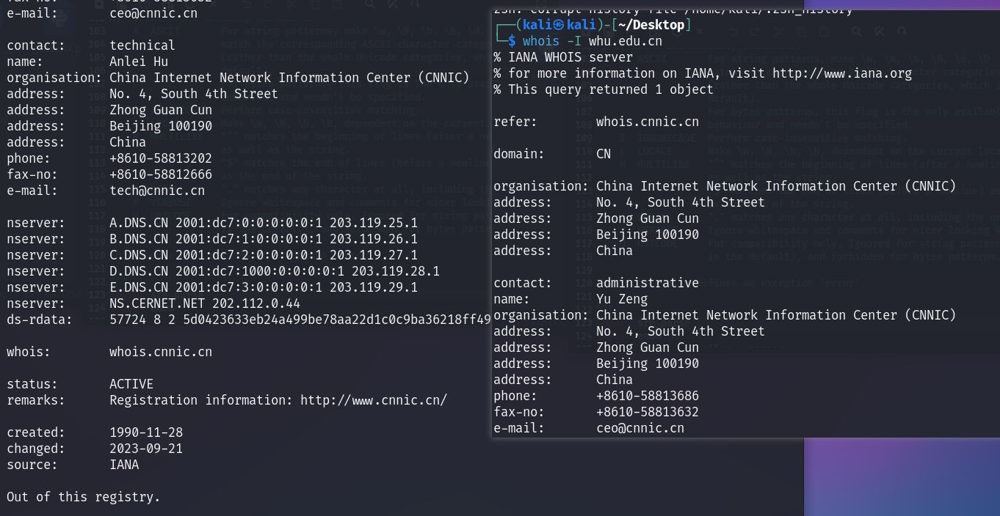 e-mail:       ceo@cnnic.cn
contact:      technical
name:         Anlei Hu
organisation: China Internet Network Information Center (CNNIC)
address:      No. 4, South 4th Street
address:      Zhong Guan Cun
address:      Beijing 100190
address:      China
phone:        +8610-58813202
fax-no:       +8610-58812666
e-mail:       tech@cnnic.cn
nserver:      A.DNS.CN 2001:dc7:0:0:0:0:0:1 203.119.25.1
nserver:      B.DNS.CN 2001:dc7:1:0:0:0:0:1 203.119.26.1
nserver:      C.DNS.CN 2001:dc7:2:0:0:0:0:1 203.119.27.1
nserver:      D.DNS.CN 2001:dc7:1000:0:0:0:0:1 203.119.28.1
nserver:      E.DNS.CN 2001:dc7:3:0:0:0:0:1 203.119.29.1
nserver:      NS.CERNET.NET 202.112.0.44
ds-rdata:     57724 8 2 5d0423633eb24a499be78aa22d1c0c9ba36218ff49
whois:        whois.cnnic.cn
status:       ACTIVE
remarks:      Registration information: http://www.cnnic.cn/
created:      1990-11-28
changed:      2023-09-21
source:       IANA
Out of this registry.
zsh: corrupt history file /home/kali/.zsh_history
┌──(kali㉿kali)-[~/Desktop]
└─$ whois -I whu.edu.cn
% IANA WHOIS server
% for more information on IANA, visit http://www.iana.org
% This query returned 1 object
refer:        whois.cnnic.cn
domain:       CN
organisation: China Internet Network Information Center (CNNIC)
address:      No. 4, South 4th Street
address:      Zhong Guan Cun
address:      Beijing 100190
address:      China
contact:      administrative
name:         Yu Zeng
organisation: China Internet Network Information Center (CNNIC)
address:      No. 4, South 4th Street
address:      Zhong Guan Cun
address:      Beijing 100190
address:      China
phone:        +8610-58813686
fax-no:       +8610-58813632
e-mail:       ceo@cnnic.cn